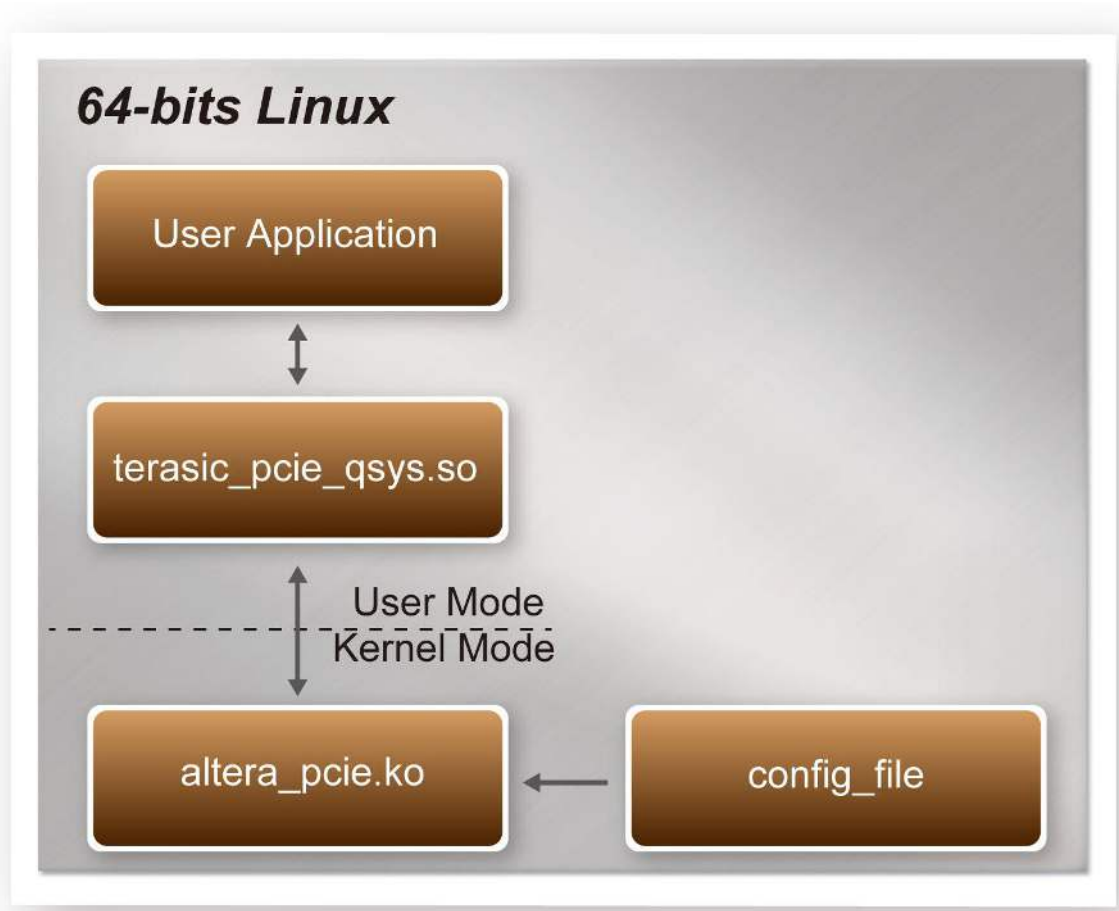 64-bits Linux
User Application
terasic_pcie_qsys.so
User Mode
Kernel Mode
altera_pcie.ko
config_file